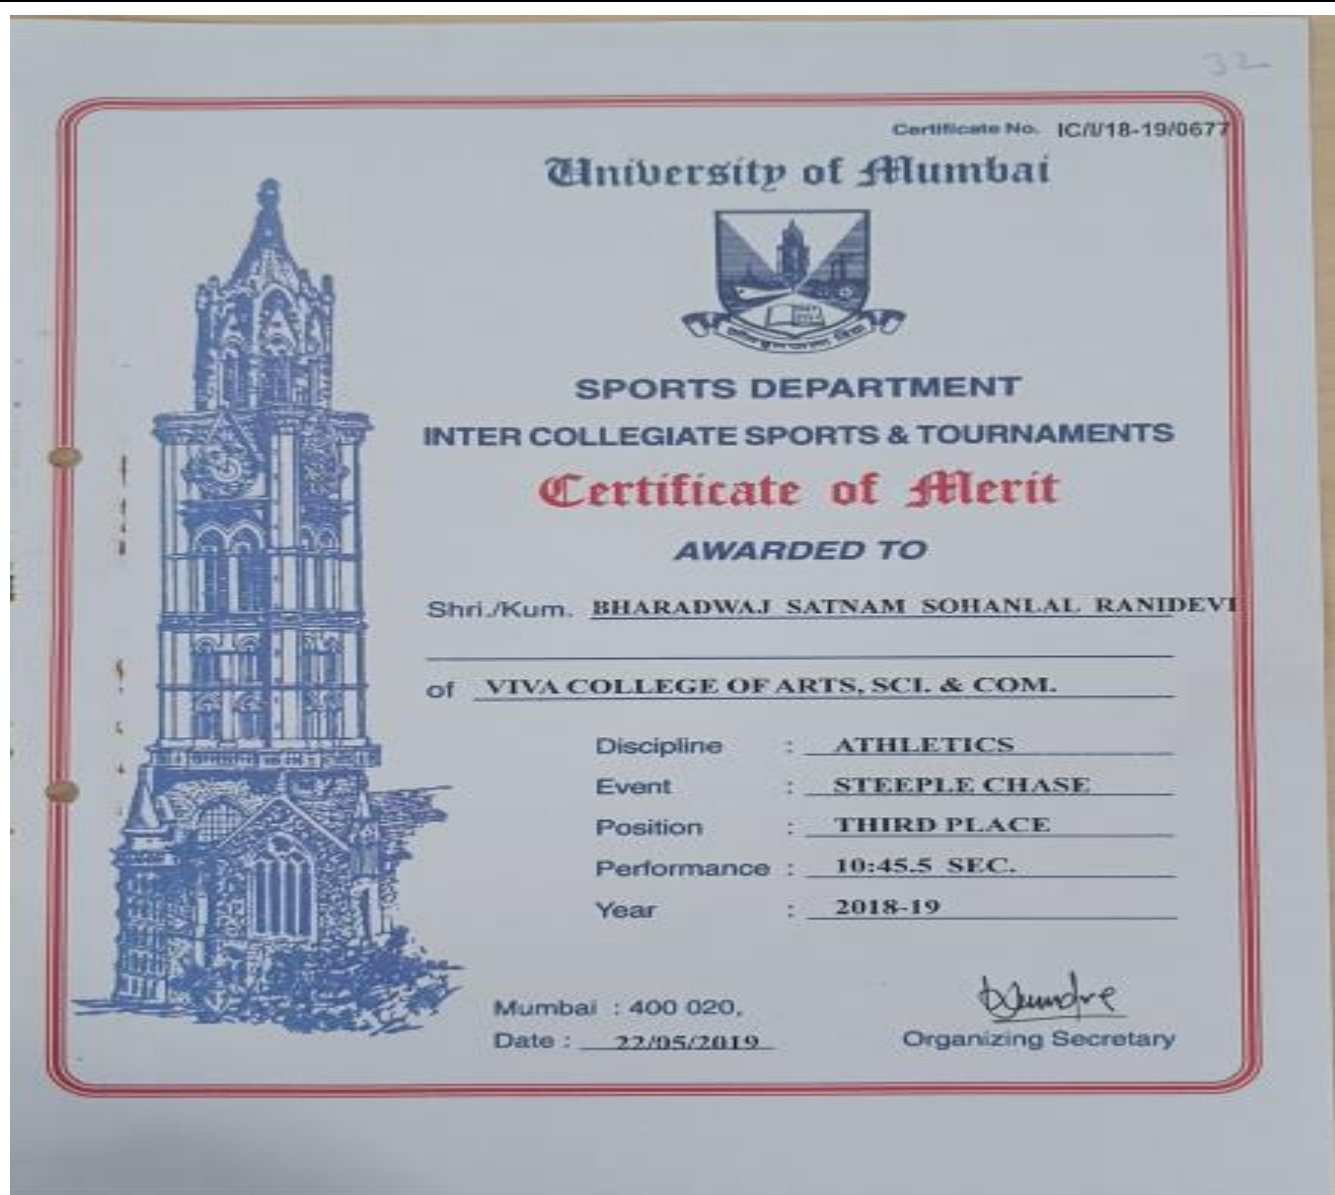 32
Certificate No. IC/I/18-19/0677
University of Mumbai
SPORTS DEPARTMENT
INTER COLLEGIATE SPORTS & TOURNAMENTS
Certificate of Merit
AWARDED TO
Shri./Kum. BHARADWAJ SATNAM SOHANLAL RANIDEVI
of VIVA COLLEGE OF ARTS, SCI. & COM.
Discipline : ATHLETICS
Event : STEEPLE CHASE
Position : THIRD PLACE
Performance : 10:45.5 SEC.
Year : 2018-19
Mumbai : 400 020,
Date : 22/05/2019
Organizing Secretary